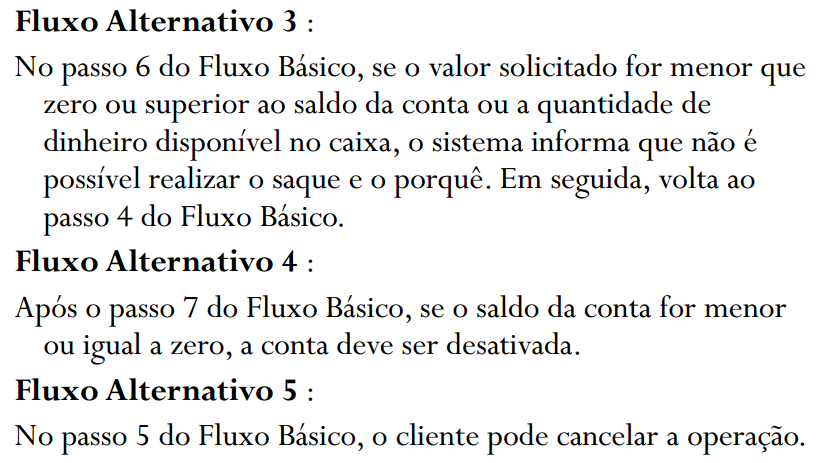 Fluxo Alternativo 3 :
No passo 6 do Fluxo Básico, se o valor solicitado for menor que
zero ou superior ao saldo da conta ou a quantidade de
dinheiro disponível no caixa, o sistema informa que não é
possível realizar o saque e o porquê. Em seguida, volta ao
passo 4 do Fluxo Básico.
Fluxo Alternativo 4 :
Após o passo 7 do Fluxo Básico, se o saldo da conta for menor
ou igual a zero, a conta deve ser desativada.
Fluxo Alternativo 5 :
No passo 5 do Fluxo Básico, o cliente pode cancelar a operação.